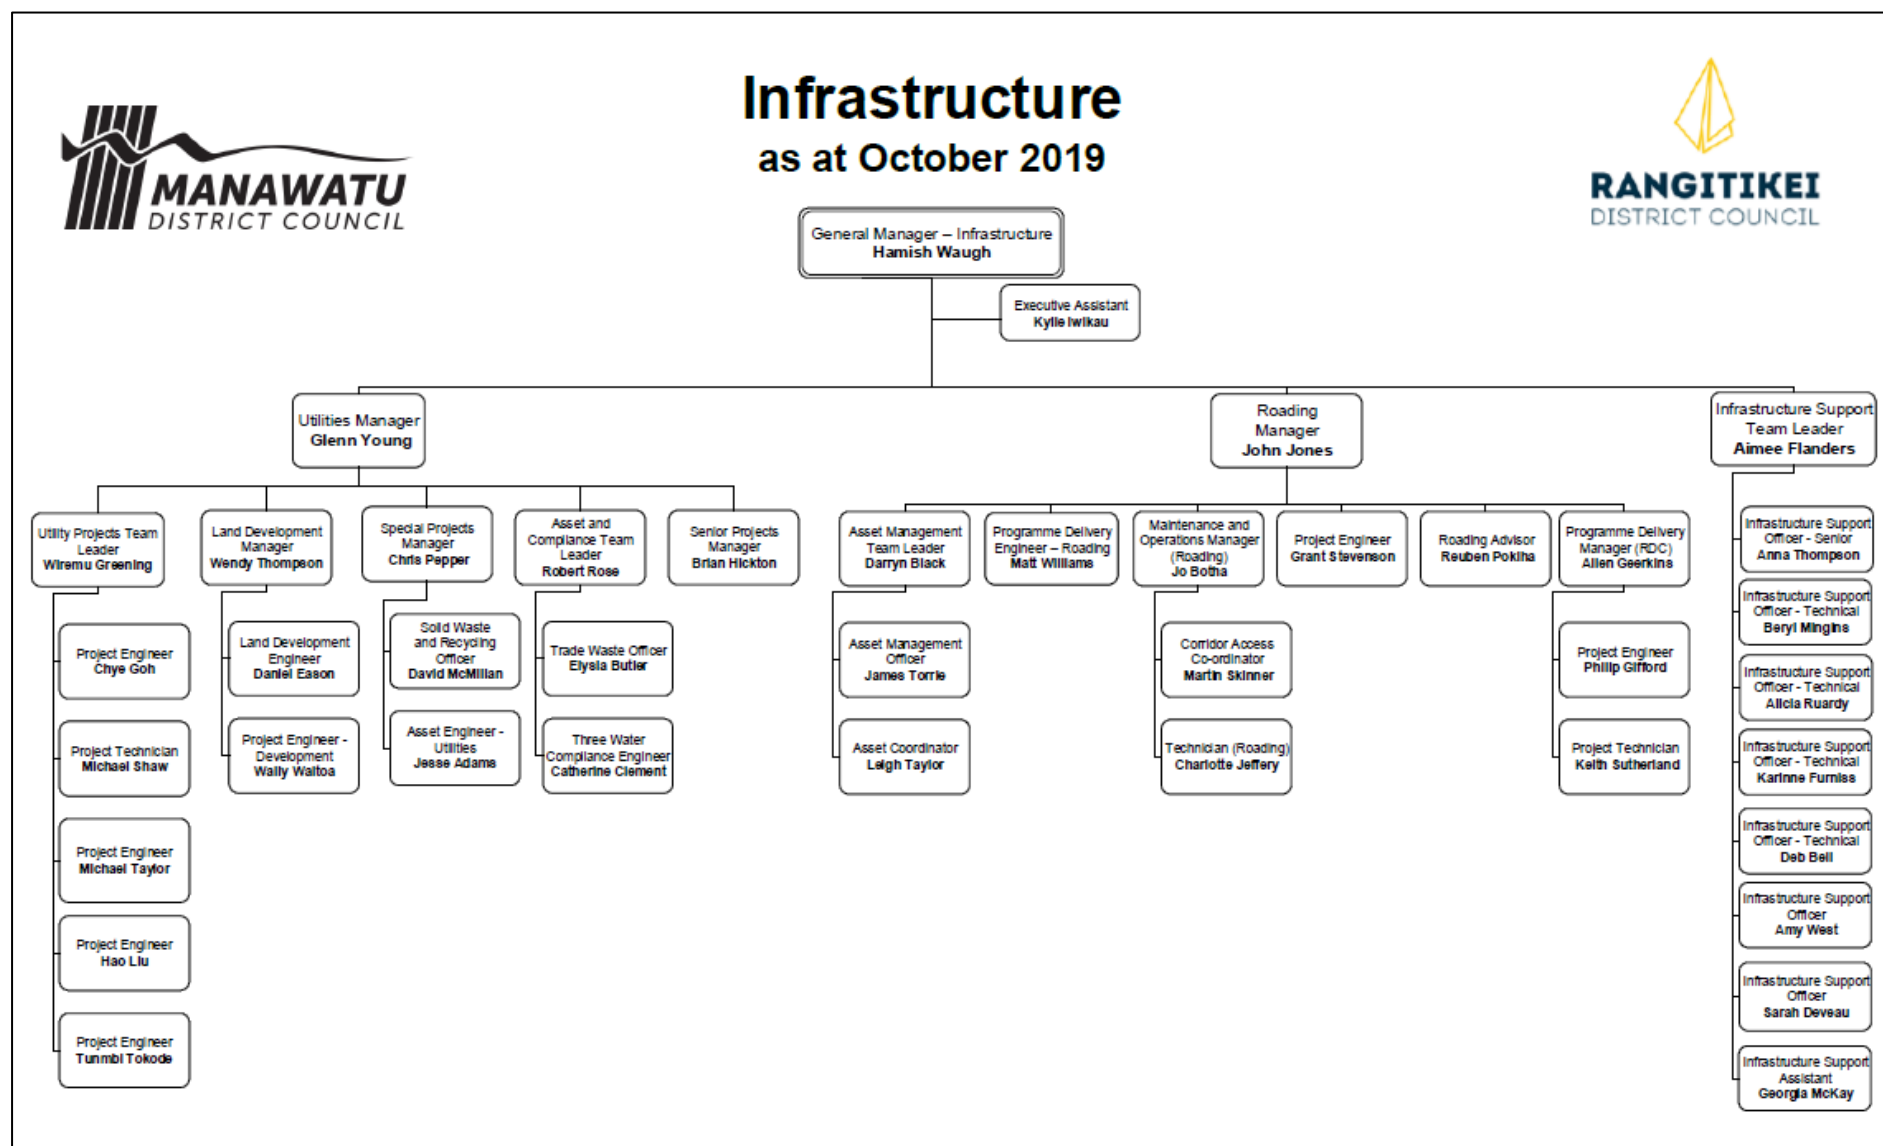 Infrastructure
as at October 2019
MANAWATU
DISTRICT COUNCIL
RANGITIKEI
DISTRICT COUNCIL
General Manager – Infrastructure
Hamish Waugh
Executive Assistant
Kylie Iwikau
Utilities Manager
Glenn Young
Roading
Manager
John Jones
Infrastructure Support
Team Leader
Aimee Flanders
Utility Projects Team
Leader
Wiremu Greening
Land Development
Manager
Wendy Thompson
Special Projects
Manager
Chris Pepper
Asset and
Compliance Team
Leader
Robert Rose
Senior Projects
Manager
Brian Hickton
Asset Management
Team Leader
Darryn Black
Programme Delivery
Engineer – Roading
Matt Williams
Maintenance and
Operations Manager
(Roading)
Jo Botha
Project Engineer
Grant Stevenson
Roading Advisor
Reuben Pokiha
Programme Delivery
Manager (RDC)
Allen Geerkins
Project Engineer
Chye Goh
Project Technician
Michael Shaw
Project Engineer
Michael Taylor
Project Engineer
Hao Liu
Project Engineer
Tunmbi Tokode
Land Development
Engineer
Daniel Eason
Project Engineer -
Development
Wally Waitoa
Solid Waste
and Recycling
Officer
David McMillan
Asset Engineer -
Utilities
Jesse Adams
Trade Waste Officer
Elysia Butler
Three Water
Compliance Engineer
Catherine Clement
Asset Management
Officer
James Torrie
Asset Coordinator
Leigh Taylor
Corridor Access
Co-ordinator
Martin Skinner
Technician (Roading)
Charlotte Jeffery
Project Engineer
Philip Gifford
Project Technician
Keith Sutherland
Infrastructure Support
Officer - Senior
Anna Thompson
Infrastructure Support
Officer - Technical
Beryl Mingins
Infrastructure Support
Officer - Technical
Alicia Ruardy
Infrastructure Support
Officer - Technical
Karinne Furniss
Infrastructure Support
Officer - Technical
Deb Bell
Infrastructure Support
Officer
Amy West
Infrastructure Support
Officer
Sarah Deveau
Infrastructure Support
Assistant
Georgia McKay